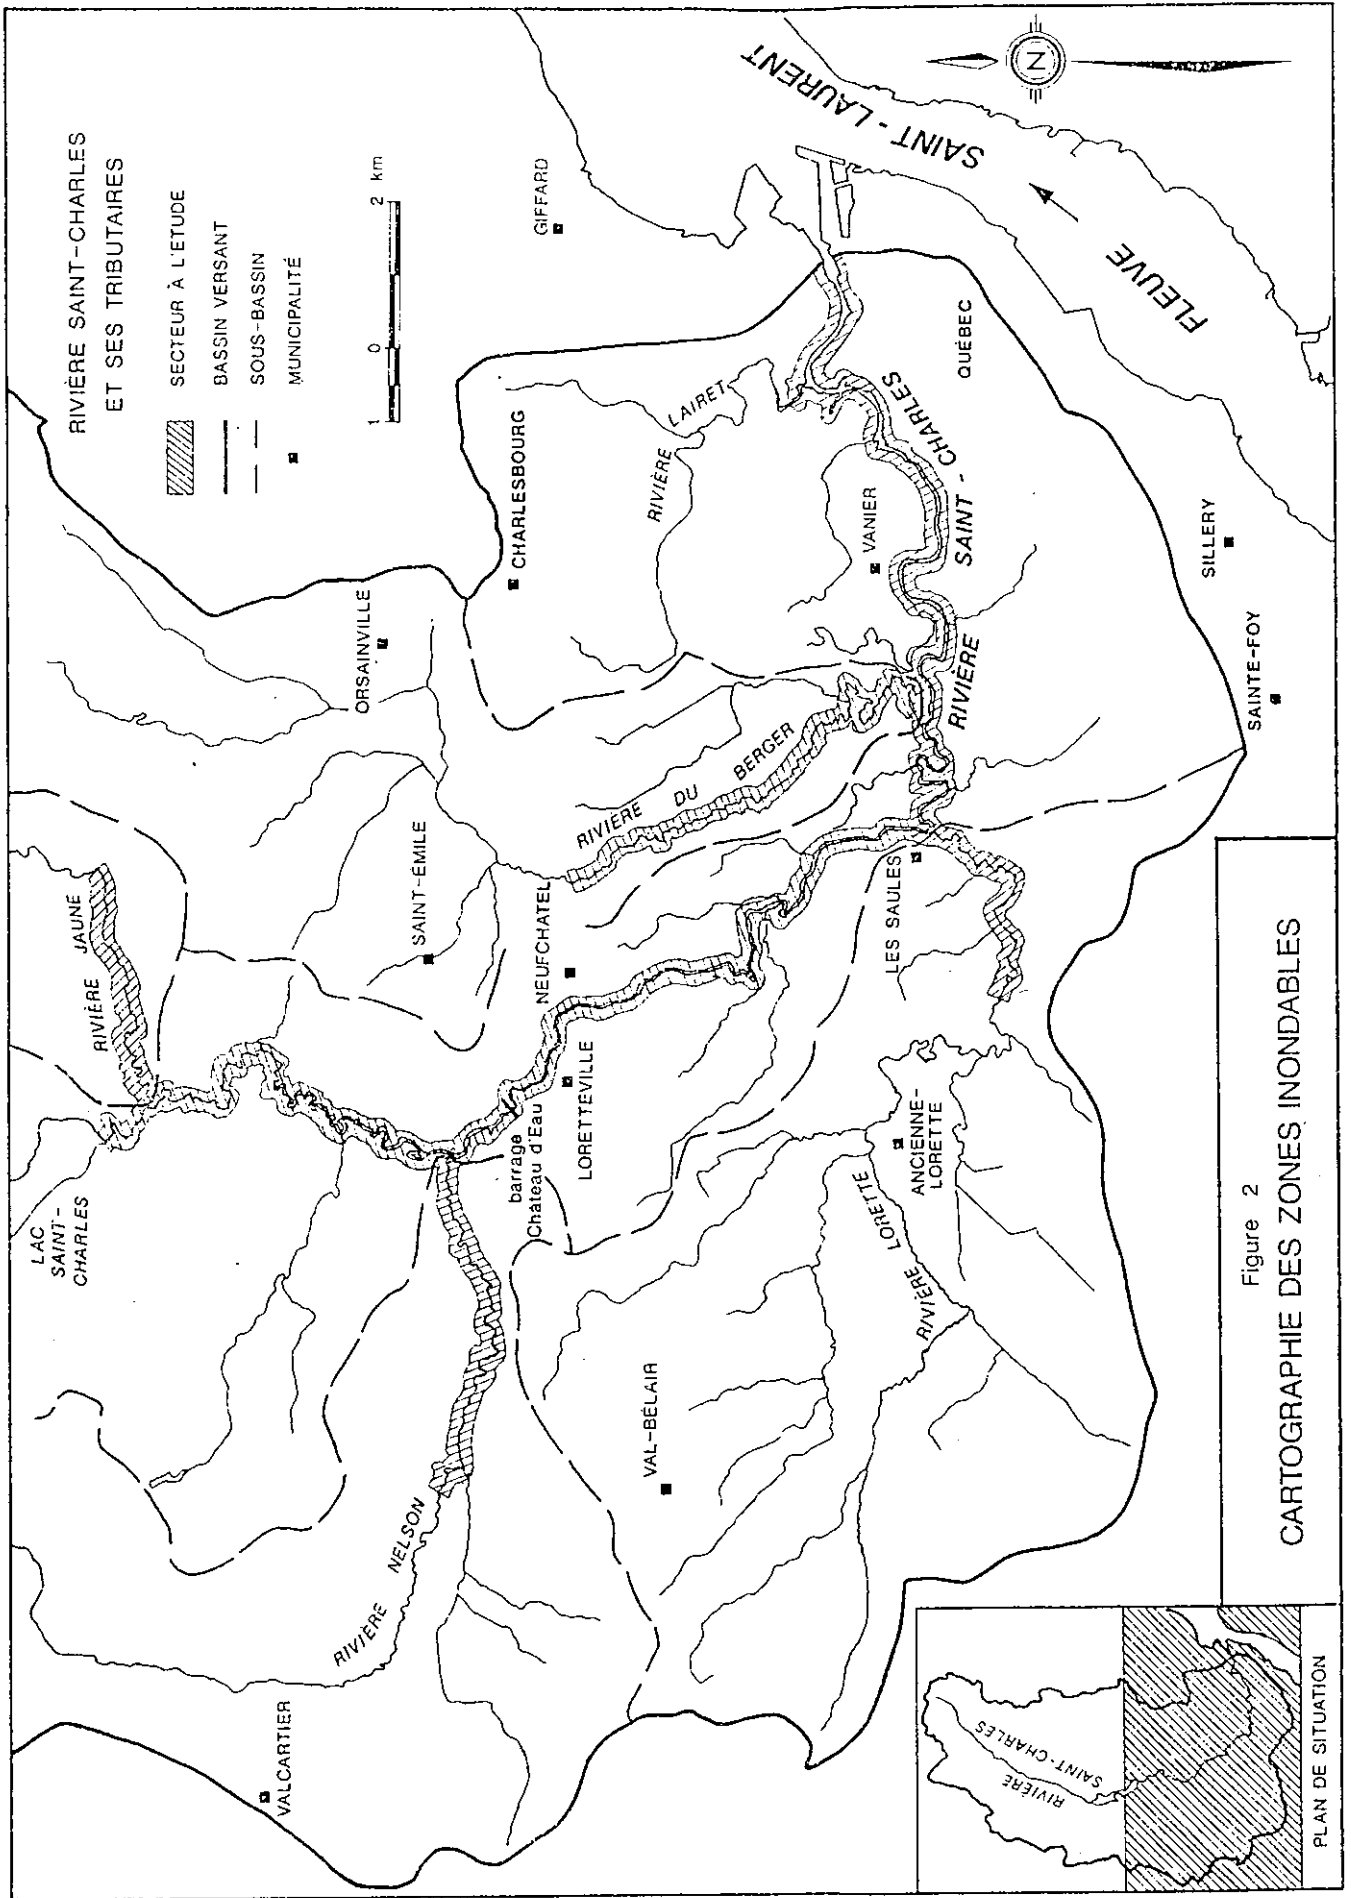 RIVIÈRE SAINT-CHARLES
ET SES TRIBUTAIRES
SECTEUR À L'ETUDE
BASSIN VERSANT
SOUS-BASSIN
MUNICIPALITÉ
1 0 2 km
N
LAC
SAINT-
CHARLES
RIVIÈRE JAUNE
VALCARTIER
RIVIÈRE NELSON
SAINT-ÉMILE
ORSAINVILLE
CHARLESBOURG
GIFFARD
barrage
Château d'Eau
NEUFCHATEL
LORETTEVILLE
VAL-BÉLAIR
RIVIÈRE DU BERGER
RIVIÈRE LAIRET
VANIER
LES SAULES
ANCIENNE-
LORETTE
RIVIÈRE LORETTE
RIVIÈRE SAINT-CHARLES
QUÉBEC
SILLERY
SAINTE-FOY
FLEUVE SAINT-LAURENT
RIVIÈRE
SAINT-CHARLES
PLAN DE SITUATION
Figure 2
CARTOGRAPHIE DES ZONES INONDABLES